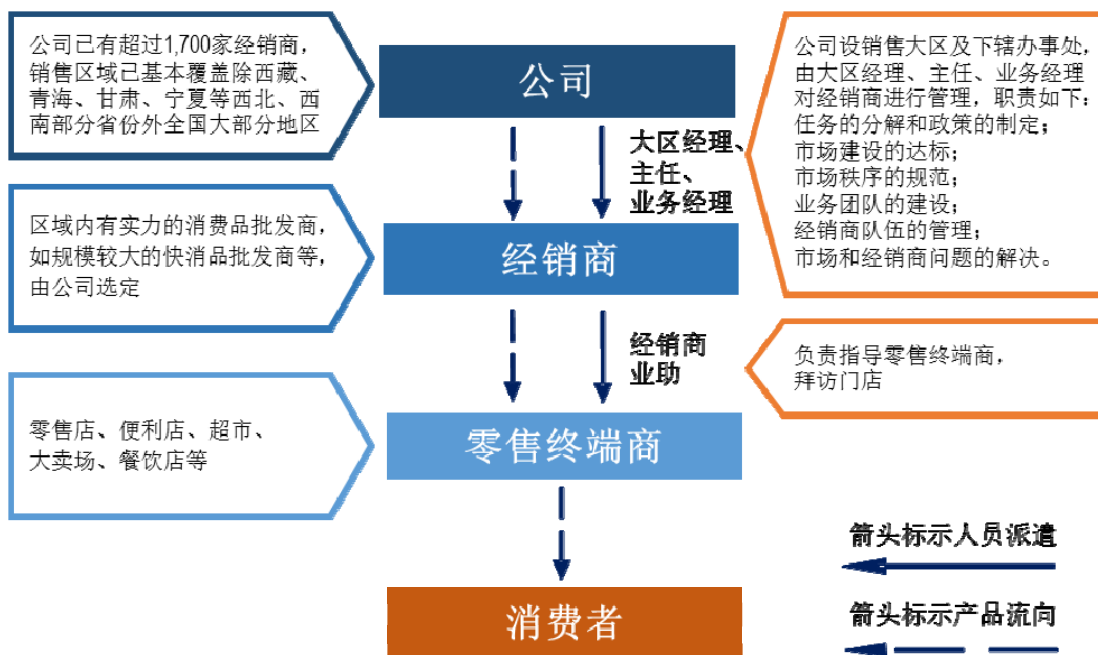 公司已有超过1,700家经销商，
销售区域已基本覆盖除西藏、
青海、甘肃、宁夏等西北、西
南部分省份外全国大部分地区
公司
公司设销售大区及下辖办事处，
由大区经理、主任、业务经理
对经销商进行管理，职责如下：
任务的分解和政策的制定；
市场建设的达标；
市场秩序的规范；
业务团队的建设；
经销商队伍的管理；
市场和经销商问题的解决。
大区经理、
主任、
业务经理
区域内有实力的消费品批发商，
如规模较大的快消品批发商等，
由公司选定
经销商
经销商
业助
负责指导零售终端商，
拜访门店
零售店、便利店、超市、
大卖场、餐饮店等
零售终端商
箭头标示人员派遣
消费者
箭头标示产品流向